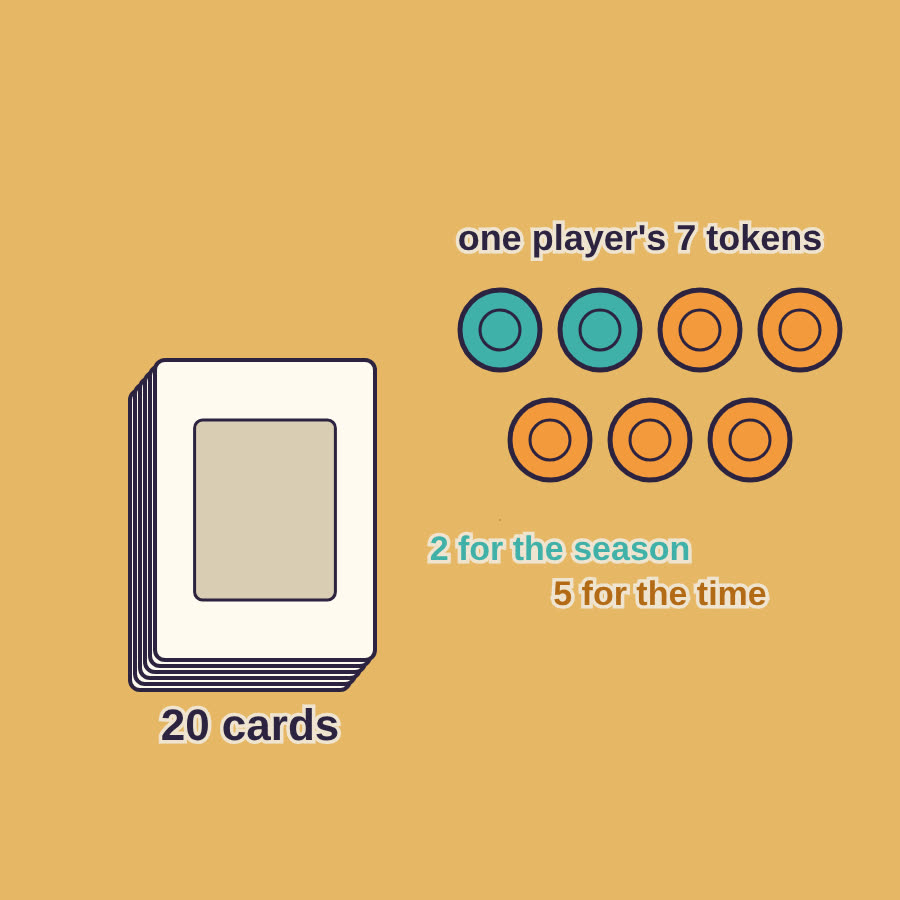 one player's 7 tokens
2 for the season
5 for the time
20 cards